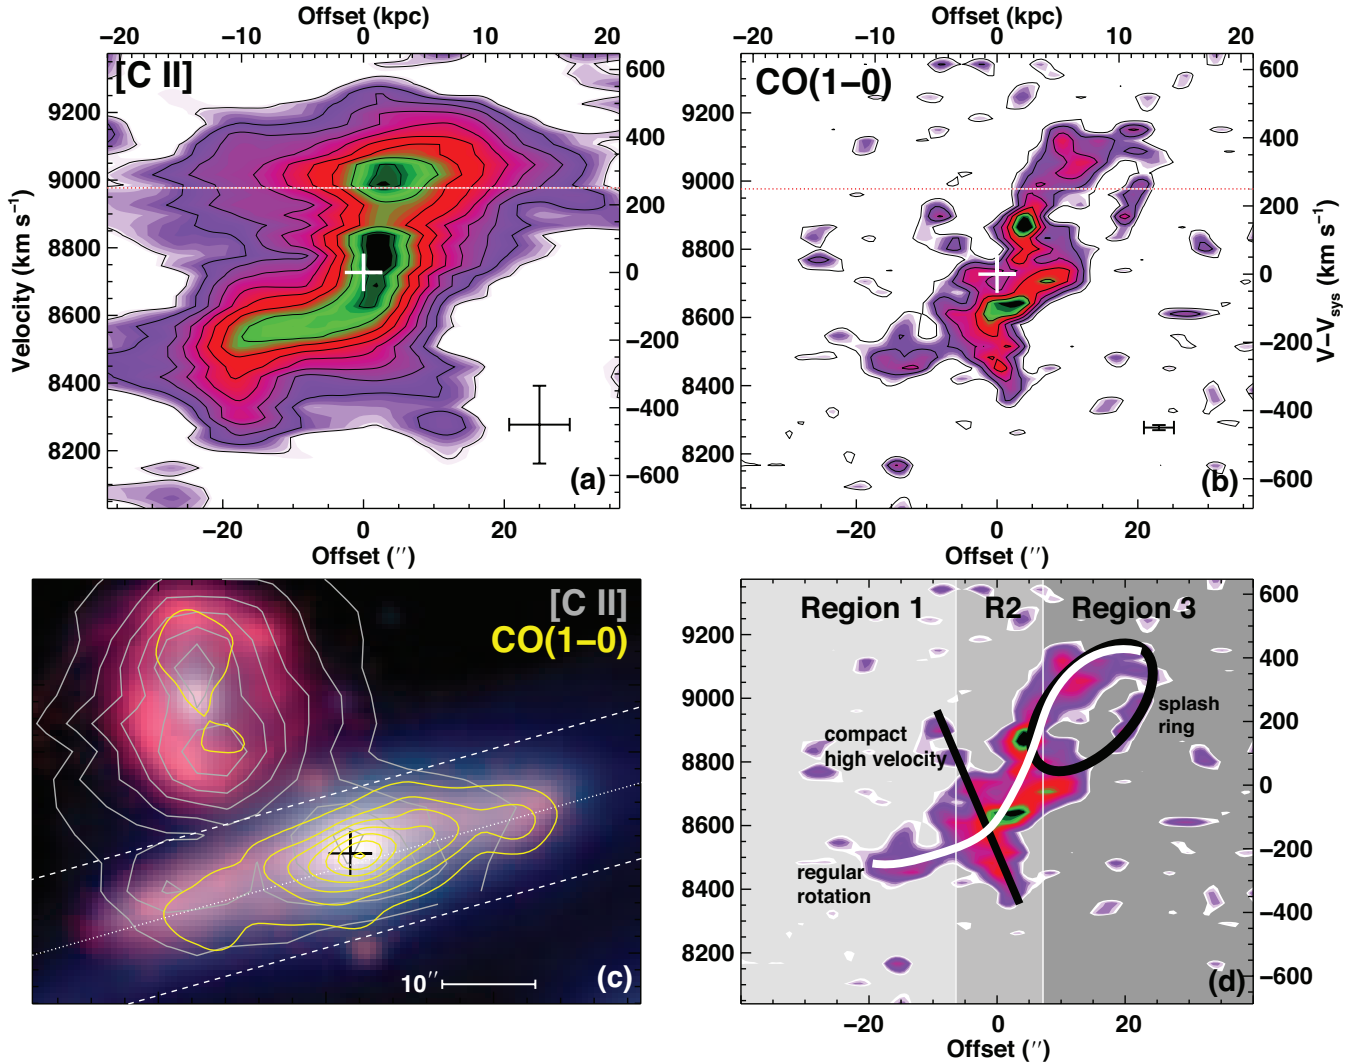 Offset (kpc)
−20 −10 0 10 20
[C II]
9200
9000
8800
8600
8400
8200
Velocity (km s−1)
600
400
200
0
−200
−400
−600
(a)
−20 0 20
Offset (″)
Offset (kpc)
−20 −10 0 10 20
CO(1−0)
9200
9000
8800
8600
8400
8200
600
400
200
0
−200
−400
−600
V−Vsys (km s−1)
(b)
−20 0 20
Offset (″)
[C II]
CO(1−0)
10″
(c)
Region 1 R2 Region 3
9200
9000
8800
8600
8400
8200
600
400
200
0
−200
−400
−600
compact
high velocity
splash
ring
regular
rotation
(d)
−20 0 20
Offset (″)